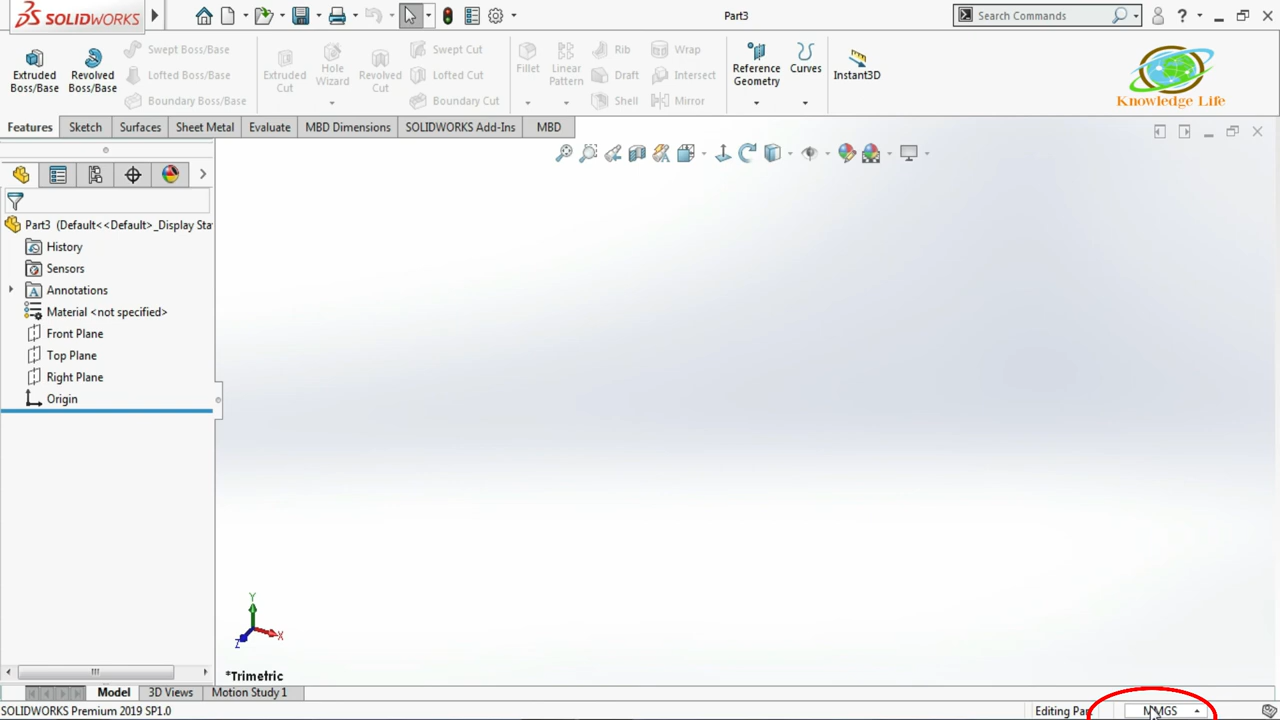 SOLIDWORKS
Part3
Search Commands
?
Extruded Boss/Base
Revolved Boss/Base
Swept Boss/Base
Lofted Boss/Base
Boundary Boss/Base
Extruded Cut
Hole Wizard
Revolved Cut
Swept Cut
Lofted Cut
Boundary Cut
Fillet
Linear Pattern
Rib
Draft
Shell
Wrap
Intersect
Mirror
Reference Geometry
Curves
Instant3D
Knowledge Life
Features Sketch Surfaces Sheet Metal Evaluate MBD Dimensions SOLIDWORKS Add-Ins MBD
Part3 (Default<<Default>_Display Sta
History
Sensors
Annotations
Material <not specified>
Front Plane
Top Plane
Right Plane
Origin
Y
X
Z
*Trimetric
Model 3D Views Motion Study 1
SOLIDWORKS Premium 2019 SP1.0
Editing Par